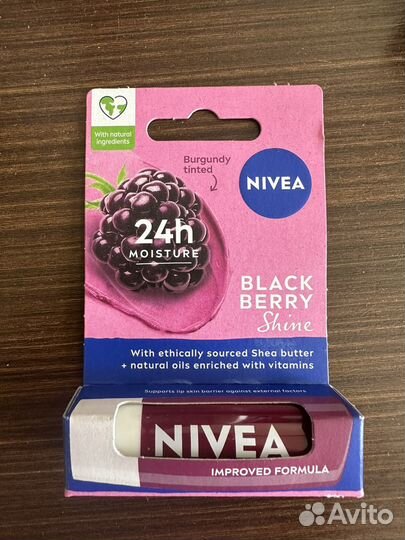 With natural
ingredients
Burgundy
tinted
NIVEA
24h
MOISTURE
BLACK
BERRY
Shine
With ethically sourced Shea butter
+ natural oils enriched with vitamins
Supports lip skin barrier against external factors
NIVEA
IMPROVED FORMULA
Avito